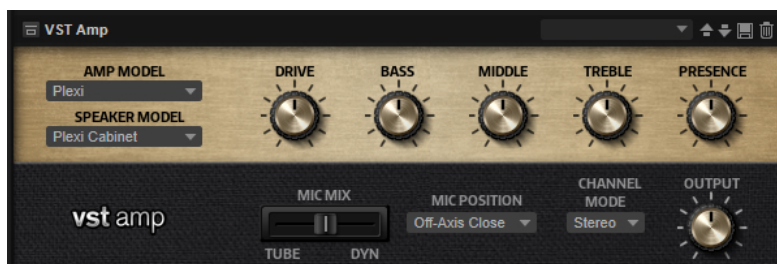 VST Amp
AMP MODEL
Plexi
SPEAKER MODEL
Plexi Cabinet
DRIVE
BASS
MIDDLE
TREBLE
PRESENCE
vst amp
MIC MIX
TUBE
DYN
MIC POSITION
Off-Axis Close
CHANNEL
MODE
Stereo
OUTPUT